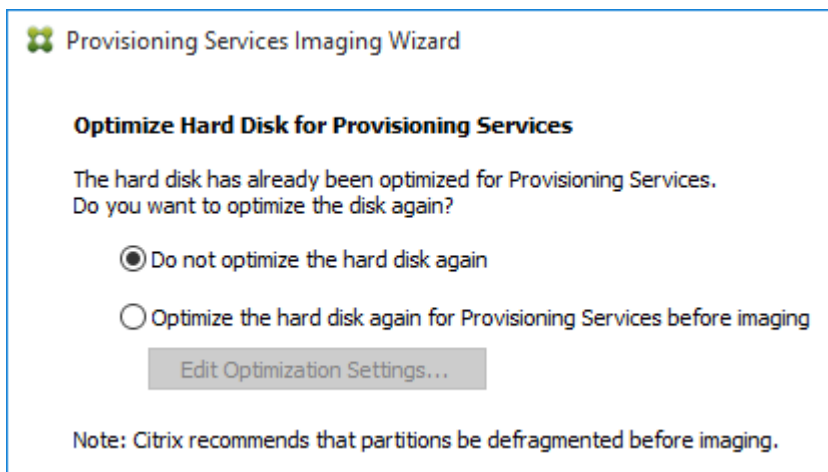 Provisioning Services Imaging Wizard
Optimize Hard Disk for Provisioning Services
The hard disk has already been optimized for Provisioning Services.
Do you want to optimize the disk again?
Do not optimize the hard disk again
Optimize the hard disk again for Provisioning Services before imaging
Edit Optimization Settings...
Note: Citrix recommends that partitions be defragmented before imaging.